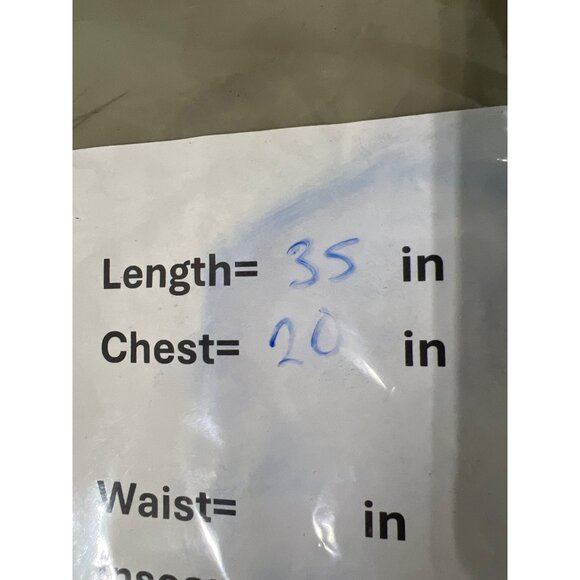 Length= 35 in
Chest= 20 in
Waist= in